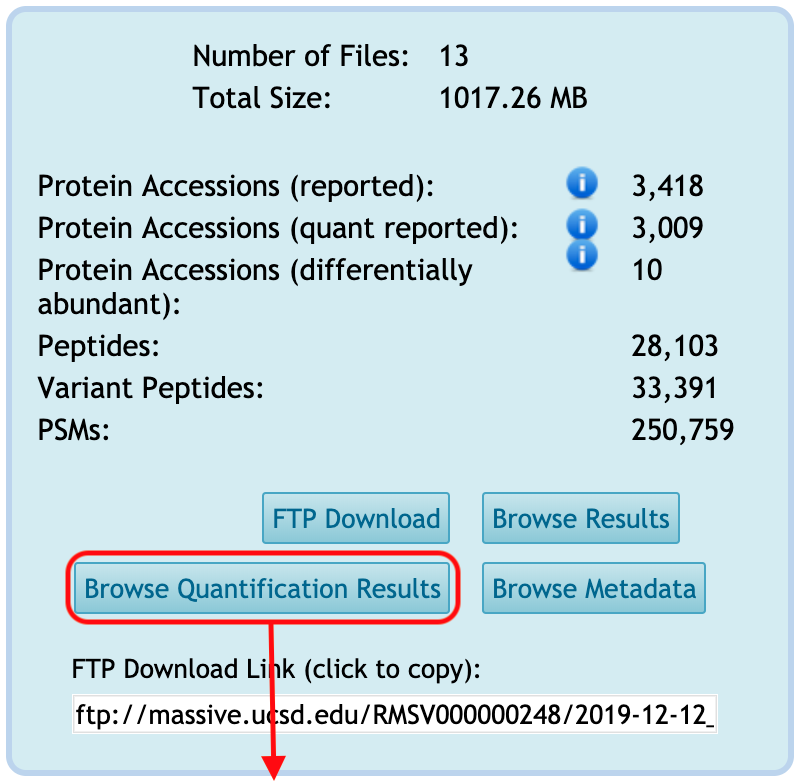 Number of Files: 13
Total Size: 1017.26 MB
Protein Accessions (reported): i 3,418
Protein Accessions (quant reported): i 3,009
Protein Accessions (differentially i 10
abundant):
Peptides: 28,103
Variant Peptides: 33,391
PSMs: 250,759
FTP Download Browse Results
Browse Quantification Results Browse Metadata
FTP Download Link (click to copy):
ftp://massive.ucsd.edu/RMSV000000248/2019-12-12_